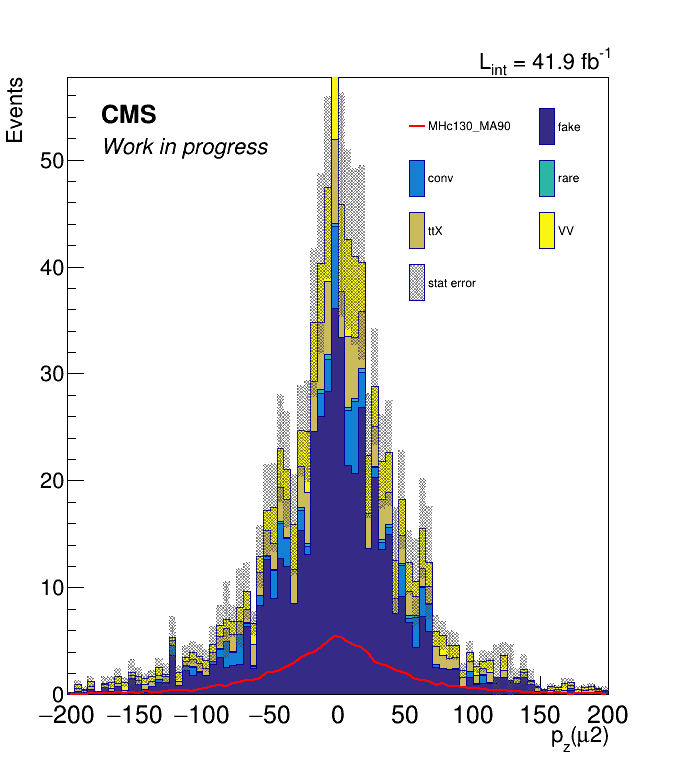 L_int = 41.9 fb^-1
Events
CMS
Work in progress
MHc130_MA90
fake
conv
rare
ttX
VV
stat error
50
40
30
20
10
0
−200 −150 −100 −50 0 50 100 150 200
p_z(μ2)